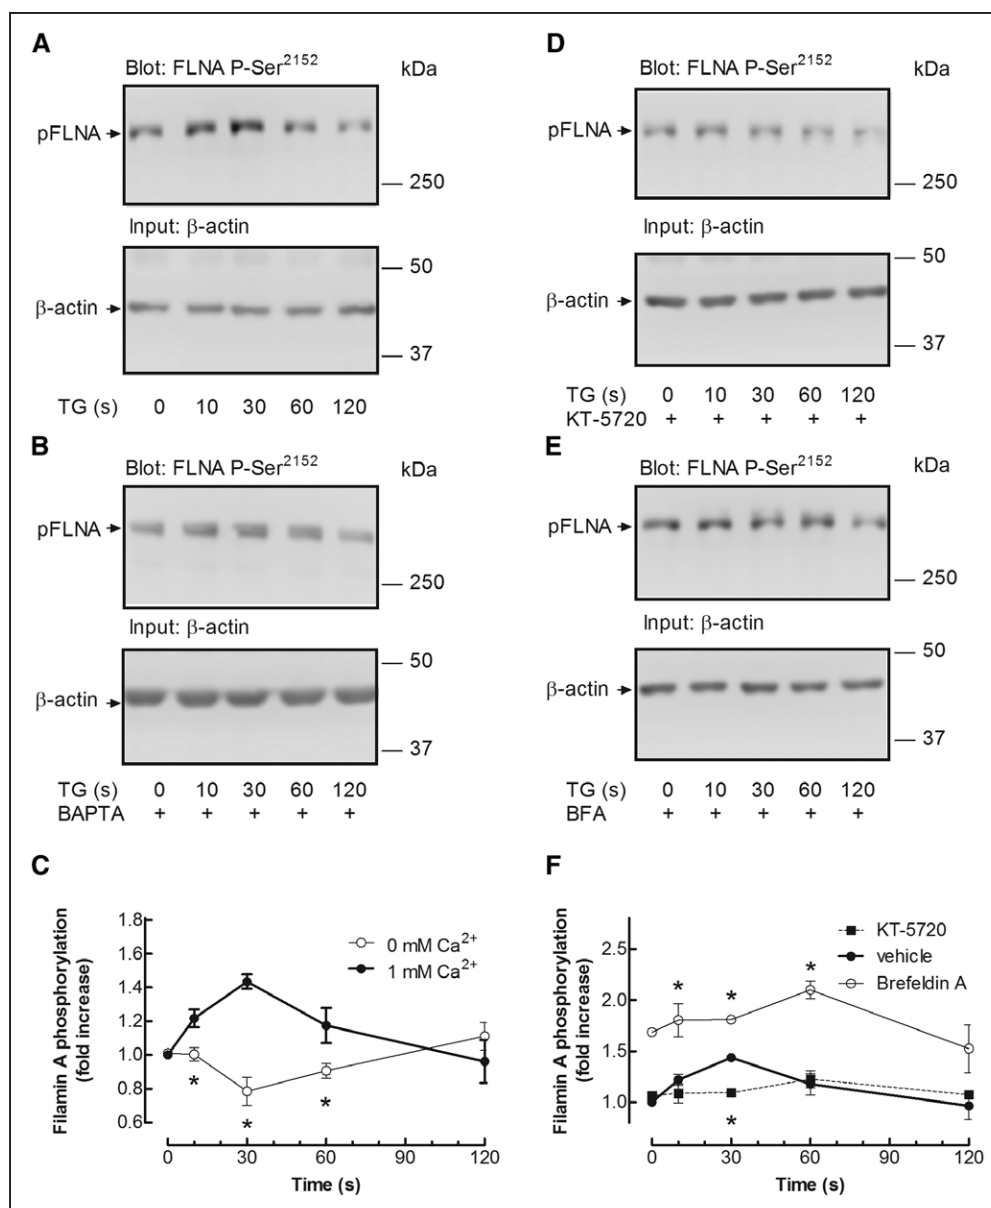 A
Blot: FLNA P-Ser2152
kDa
pFLNA
250
Input: β-actin
50
β-actin
37
TG (s) 0 10 30 60 120
B
Blot: FLNA P-Ser2152
kDa
pFLNA
250
Input: β-actin
50
β-actin
37
TG (s) 0 10 30 60 120
BAPTA + + + + +
C
Filamin A phosphorylation
(fold increase)
1.8
1.6
1.4
1.2
1.0
0.8
0.6
0 mM Ca2+
1 mM Ca2+
*
*
*
0 30 60 90 120
Time (s)
D
Blot: FLNA P-Ser2152
kDa
pFLNA
250
Input: β-actin
50
β-actin
37
TG (s) 0 10 30 60 120
KT-5720 + + + + +
E
Blot: FLNA P-Ser2152
kDa
pFLNA
250
Input: β-actin
50
β-actin
37
TG (s) 0 10 30 60 120
BFA + + + + +
F
Filamin A phosphorylation
(fold increase)
2.5
2.0
1.5
1.0
KT-5720
vehicle
Brefeldin A
* * *
*
0 30 60 90 120
Time (s)